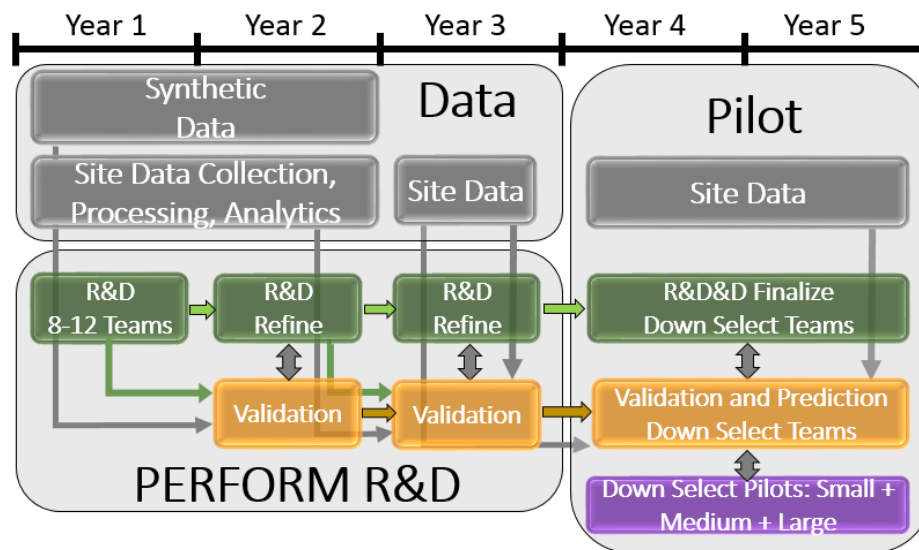 Year 1
Year 2
Year 3
Year 4
Year 5
Synthetic
Data
Data
Pilot
Site Data Collection,
Processing, Analytics
Site Data
Site Data
R&D
8-12 Teams
R&D
Refine
R&D
Refine
R&D&D Finalize
Down Select Teams
Validation
Validation
Validation and Prediction
Down Select Teams
PERFORM R&D
Down Select Pilots: Small +
Medium + Large